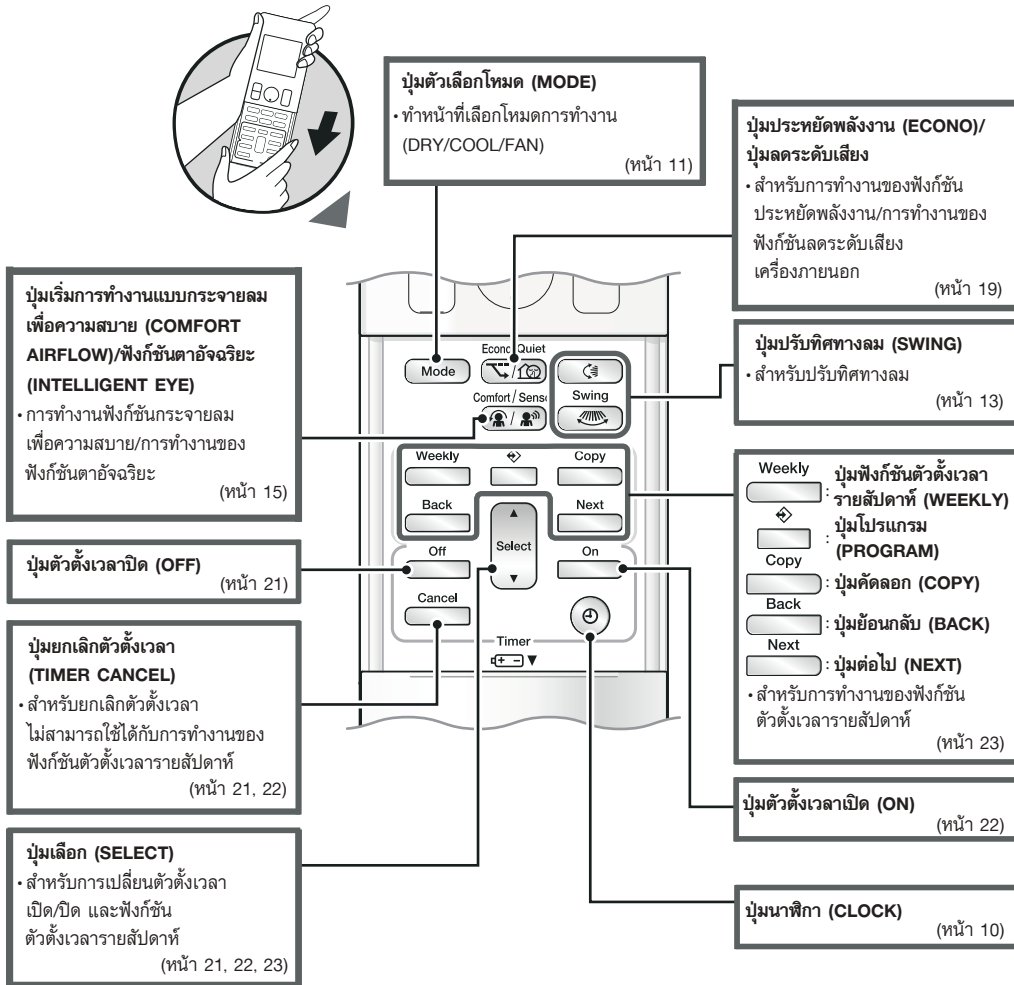 ปุ่มตัวเลือกโหมด (MODE)
• ทำหน้าที่เลือกโหมดการทำงาน
(DRY/COOL/FAN)
(หน้า 11)
ปุ่มประหยัดพลังงาน (ECONO)/
ปุ่มลดระดับเสียง
• สำหรับการทำงานของฟังก์ชัน
ประหยัดพลังงาน/การทำงานของ
ฟังก์ชันลดระดับเสียง
เครื่องภายนอก
(หน้า 19)
ปุ่มเริ่มการทำงานแบบกระจายลม
เพื่อความสบาย (COMFORT
AIRFLOW)/ฟังก์ชันตาอัจฉริยะ
(INTELLIGENT EYE)
• การทำงานฟังก์ชันกระจายลม
เพื่อความสบาย/การทำงานของ
ฟังก์ชันตาอัจฉริยะ
(หน้า 15)
ปุ่มปรับทิศทางลม (SWING)
• สำหรับปรับทิศทางลม
(หน้า 13)
Econo Quiet
Mode
Comfort / Senso
Swing
Weekly
Copy
Back
Next
Select
Off
On
Cancel
Timer
Weekly
: ปุ่มฟังก์ชันตัวตั้งเวลา
รายสัปดาห์ (WEEKLY)
: ปุ่มโปรแกรม
(PROGRAM)
Copy
: ปุ่มคัดลอก (COPY)
Back
: ปุ่มย้อนกลับ (BACK)
Next
: ปุ่มต่อไป (NEXT)
• สำหรับการทำงานของฟังก์ชัน
ตัวตั้งเวลารายสัปดาห์
(หน้า 23)
ปุ่มตัวตั้งเวลาปิด (OFF)
(หน้า 21)
ปุ่มยกเลิกตัวตั้งเวลา
(TIMER CANCEL)
• สำหรับยกเลิกตัวตั้งเวลา
ไม่สามารถใช้ได้กับการทำงานของ
ฟังก์ชันตัวตั้งเวลารายสัปดาห์
(หน้า 21, 22)
ปุ่มตัวตั้งเวลาเปิด (ON)
(หน้า 22)
ปุ่มเลือก (SELECT)
• สำหรับการเปลี่ยนตัวตั้งเวลา
เปิด/ปิด และฟังก์ชัน
ตัวตั้งเวลารายสัปดาห์
(หน้า 21, 22, 23)
ปุ่มนาฬิกา (CLOCK)
(หน้า 10)